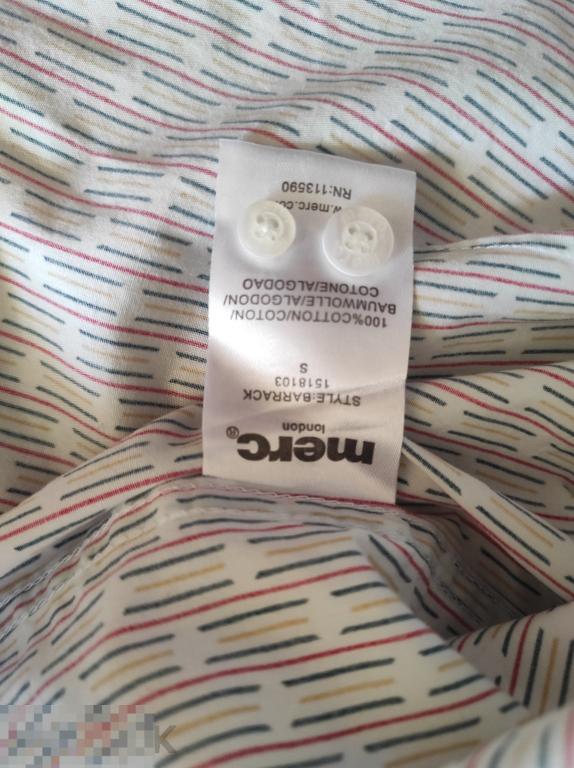 merc®
london
STYLE:BARRACK
1518103
S
100%COTTON/COTON/
BAUMWOLLE/ALGODON/
COTONE/ALGODAO
RN:113590